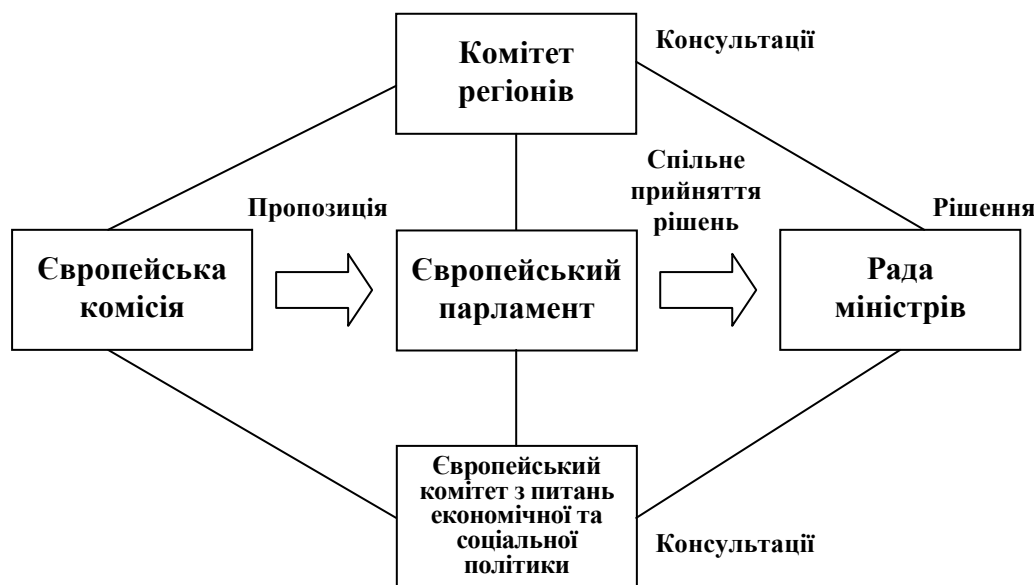 Комітет
регіонів
Консультації
Пропозиція
Спільне
прийняття
рішень
Рішення
Європейська
комісія
Європейський
парламент
Рада
міністрів
Європейський
комітет з питань
економічної та
соціальної
політики
Консультації